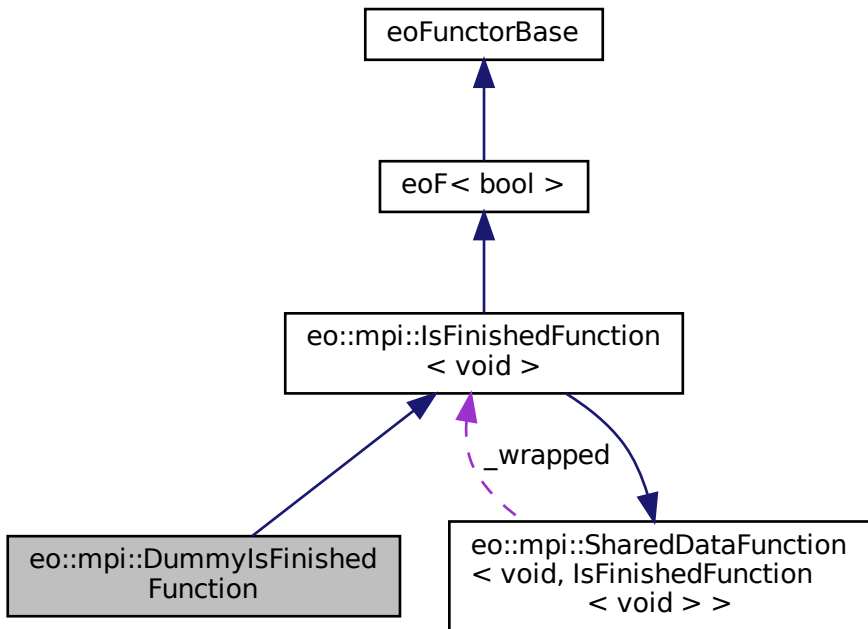 eoFunctorBase
eoF< bool >
eo::mpi::IsFinishedFunction
< void >
_wrapped
eo::mpi::DummyIsFinished
Function
eo::mpi::SharedDataFunction
< void, IsFinishedFunction
< void > >